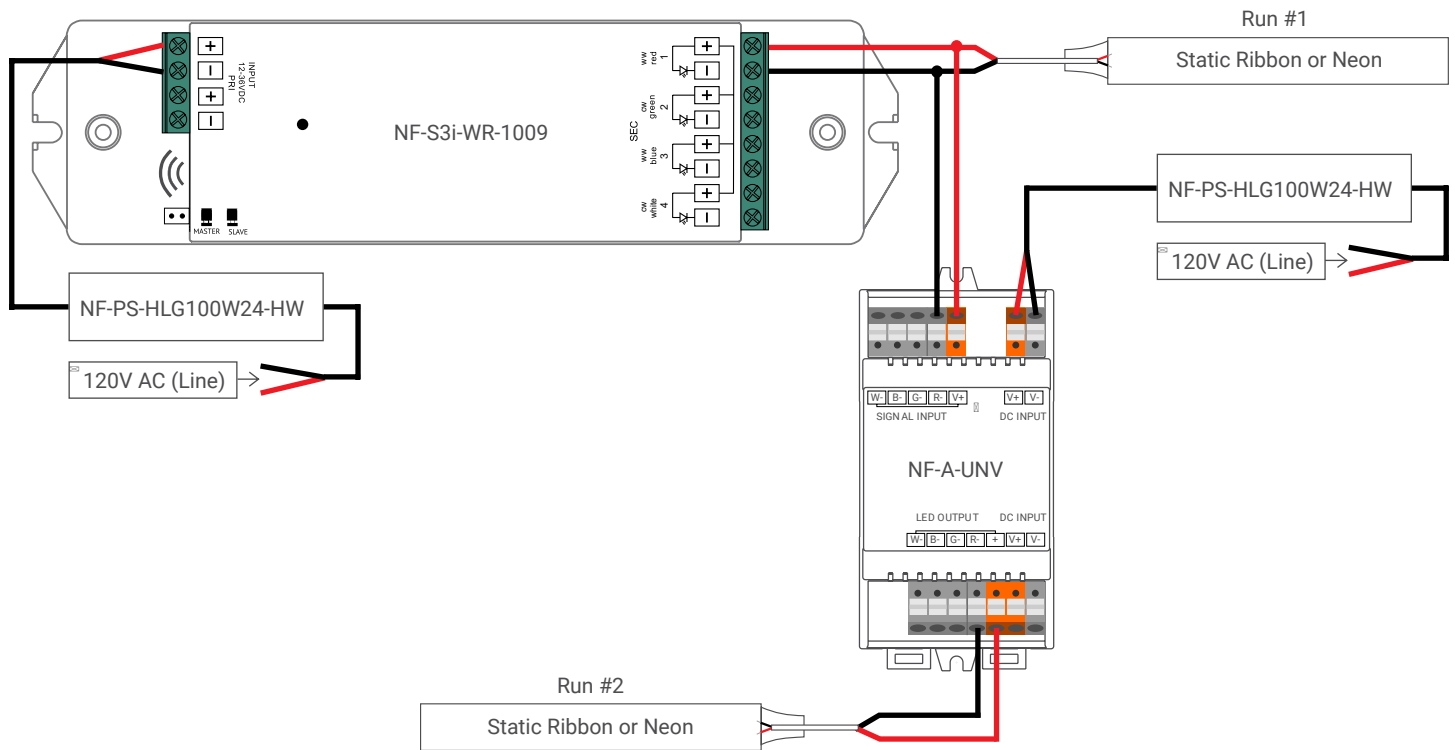 Run #1
Static Ribbon or Neon
+
−
+
−
INPUT
12-36VDC
PRI
NF-S3i-WR-1009
SEC
ww
red
1
+
−
cw
green
2
+
−
ww
blue
3
+
−
cw
white
4
+
−
MASTER
SLAVE
NF-PS-HLG100W24-HW
120V AC (Line)
NF-PS-HLG100W24-HW
120V AC (Line)
W- B- G- R- V+
V+ V-
SIGNAL INPUT
DC INPUT
NF-A-UNV
LED OUTPUT
DC INPUT
W- B- G- R- + V+ V-
Run #2
Static Ribbon or Neon